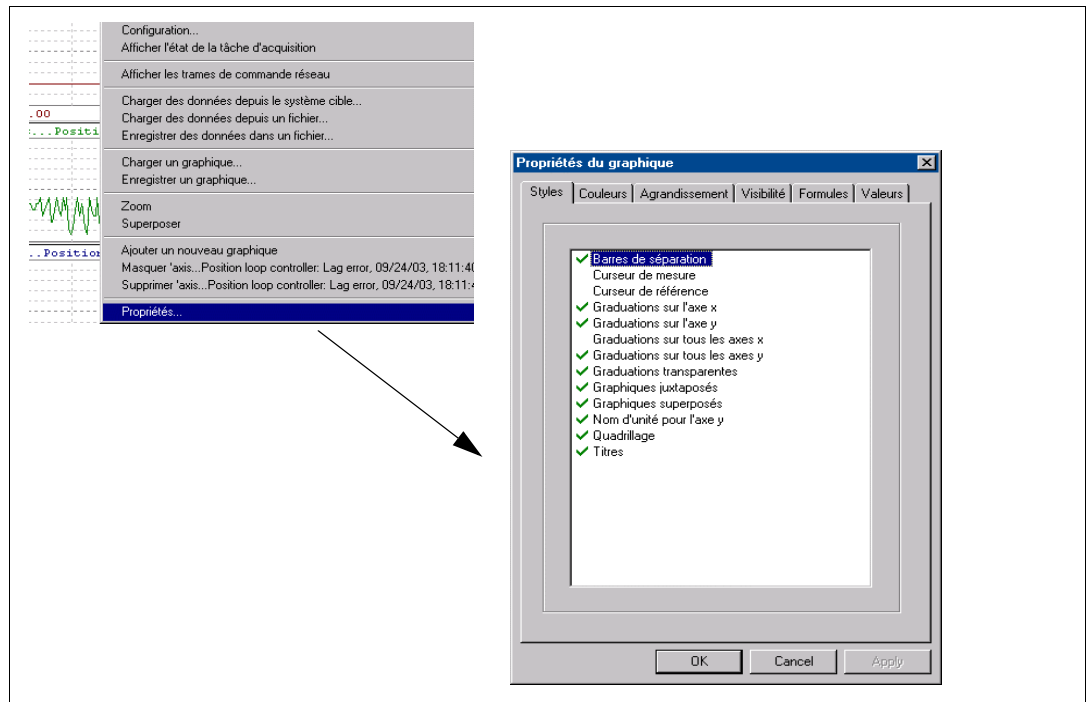 Configuration...
Afficher l'état de la tâche d'acquisition
Afficher les trames de commande réseau
Charger des données depuis le système cible...
Charger des données depuis un fichier...
Enregistrer des données dans un fichier...
Charger un graphique...
Enregistrer un graphique...
Zoom
Superposer
Ajouter un nouveau graphique
Masquer 'axis...Position loop controller: Lag error, 09/24/03, 18:11:40
Supprimer 'axis...Position loop controller: Lag error, 09/24/03, 18:11:4
Propriétés...
.00
:...Positi
..Position
Propriétés du graphique
Styles Couleurs Agrandissement Visibilité Formules Valeurs
Barres de séparation
Curseur de mesure
Curseur de référence
Graduations sur l'axe x
Graduations sur l'axe y
Graduations sur tous les axes x
Graduations sur tous les axes y
Graduations transparentes
Graphiques juxtaposés
Graphiques superposés
Nom d'unité pour l'axe y
Quadrillage
Titres
OK Cancel Apply